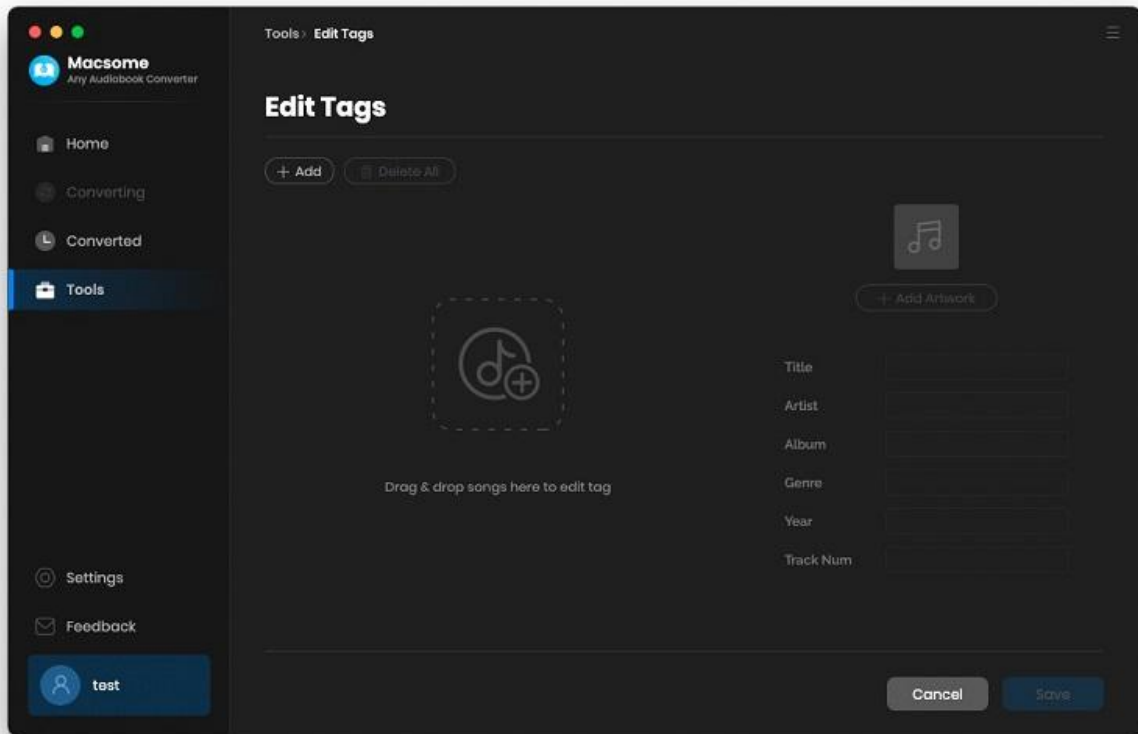 Macsome
Any Audiobook Converter
Home
Converting
Converted
Tools
Settings
Feedback
test
Tools › Edit Tags
Edit Tags
+ Add
Delete All
+ Add Artwork
Drag & drop songs here to edit tag
Title
Artist
Album
Genre
Year
Track Num
Cancel
Save